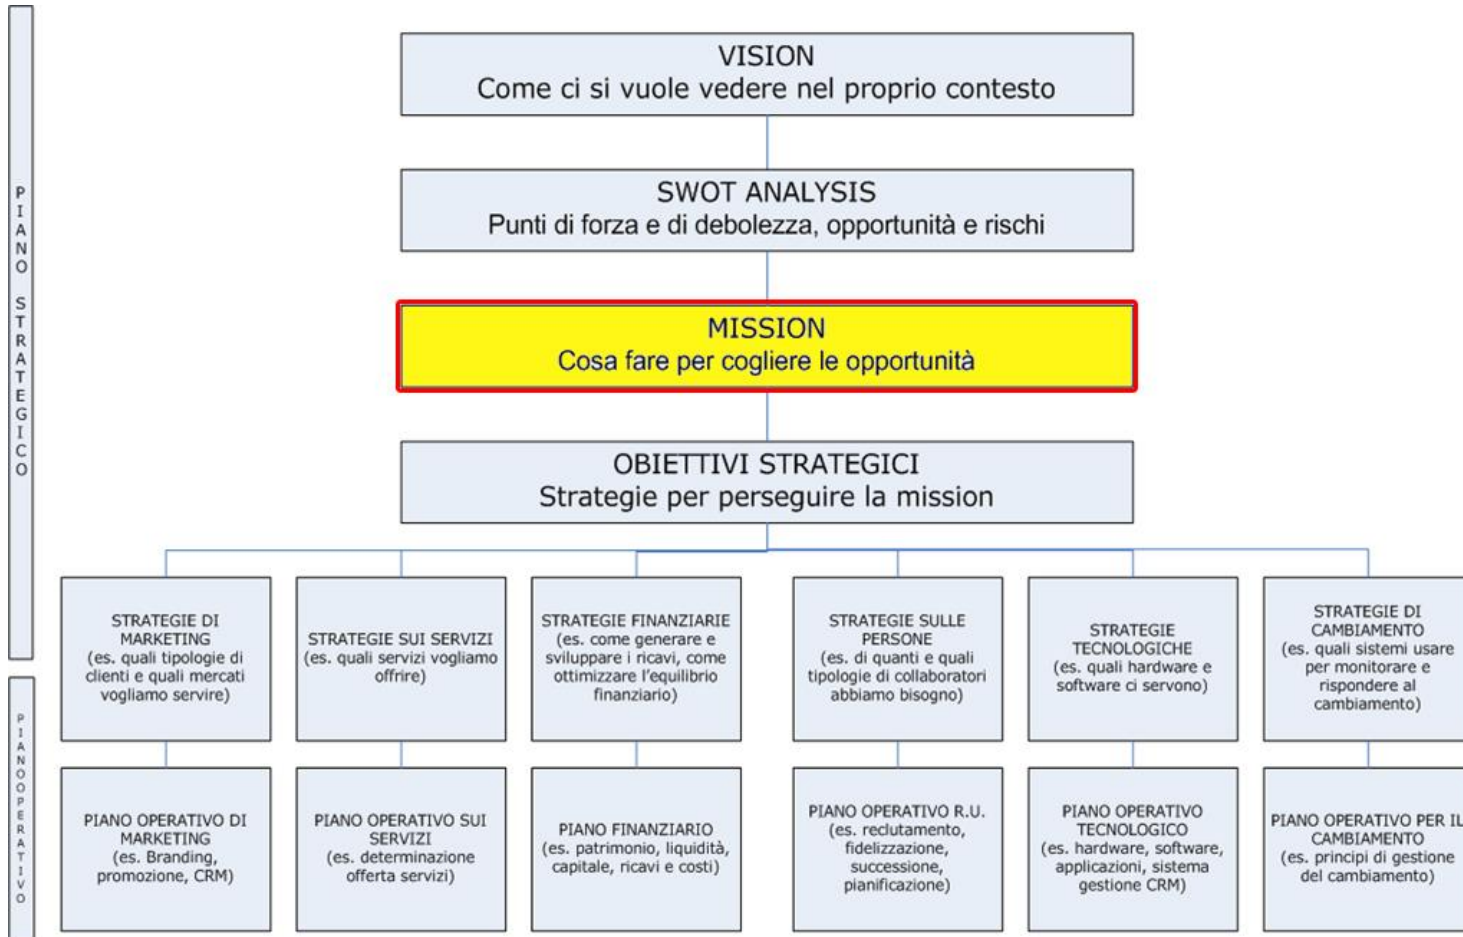 PIANO STRATEGICO
VISION
Come ci si vuole vedere nel proprio contesto
SWOT ANALYSIS
Punti di forza e di debolezza, opportunità e rischi
MISSION
Cosa fare per cogliere le opportunità
OBIETTIVI STRATEGICI
Strategie per perseguire la mission
STRATEGIE DI
MARKETING
(es. quali tipologie di
clienti e quali mercati
vogliamo servire)
STRATEGIE SUI SERVIZI
(es. quali servizi vogliamo
offrire)
STRATEGIE FINANZIARIE
(es. come generare e
sviluppare i ricavi, come
ottimizzare l'equilibrio
finanziario)
STRATEGIE SULLE
PERSONE
(es. di quanti e quali
tipologie di collaboratori
abbiamo bisogno)
STRATEGIE
TECNOLOGICHE
(es. quali hardware e
software ci servono)
STRATEGIE DI
CAMBIAMENTO
(es. quali sistemi usare
per monitorare e
rispondere al
cambiamento)
PIANOOPERATIVO
PIANO OPERATIVO DI
MARKETING
(es. Branding,
promozione, CRM)
PIANO OPERATIVO SUI
SERVIZI
(es. determinazione
offerta servizi)
PIANO FINANZIARIO
(es. patrimonio, liquidità,
capitale, ricavi e costi)
PIANO OPERATIVO R.U.
(es. reclutamento,
fidelizzazione,
successione,
pianificazione)
PIANO OPERATIVO
TECNOLOGICO
(es. hardware, software,
applicazioni, sistema
gestione CRM)
PIANO OPERATIVO PER IL
CAMBIAMENTO
(es. principi di gestione
del cambiamento)